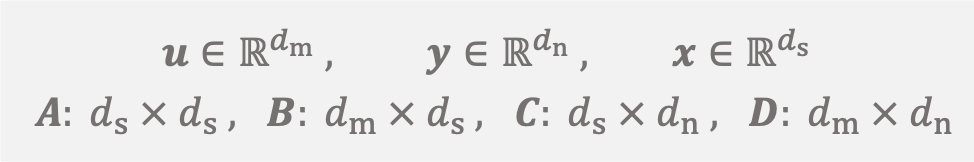 𝒖 ∈ ℝ^{d_m} , 𝒚 ∈ ℝ^{d_n} , 𝒙 ∈ ℝ^{d_s}
𝑨: d_s × d_s , 𝑩: d_m × d_s , 𝑪: d_s × d_n , 𝑫: d_m × d_n